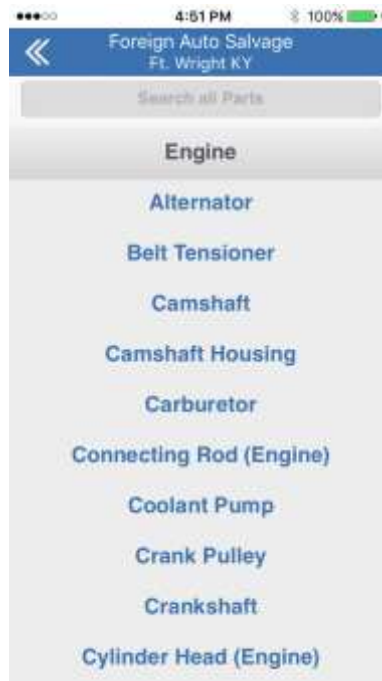 4:51 PM 100%
Foreign Auto Salvage
Ft. Wright KY
Search all Parts
Engine
Alternator
Belt Tensioner
Camshaft
Camshaft Housing
Carburetor
Connecting Rod (Engine)
Coolant Pump
Crank Pulley
Crankshaft
Cylinder Head (Engine)